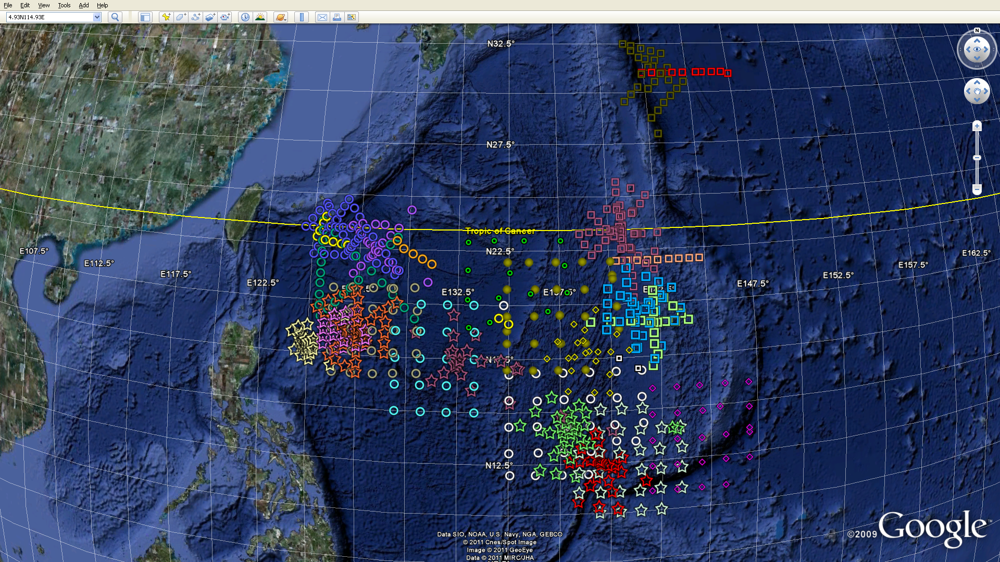 File Edit View Tools Add Help
4.93N114.93E
N
N32.5°
N27.5°
Tropic of Cancer
E107.5°
N22.5°
E162.5°
E112.5°
E157.5°
E117.5°
E152.5°
E122.5°
E147.5°
E132.5°
N12.5°
Data SIO, NOAA, U.S. Navy, NGA, GEBCO
© 2011 Cnes/Spot Image
Image © 2011 GeoEye
Data © 2011 MIRC/JHA
©2009 Google™